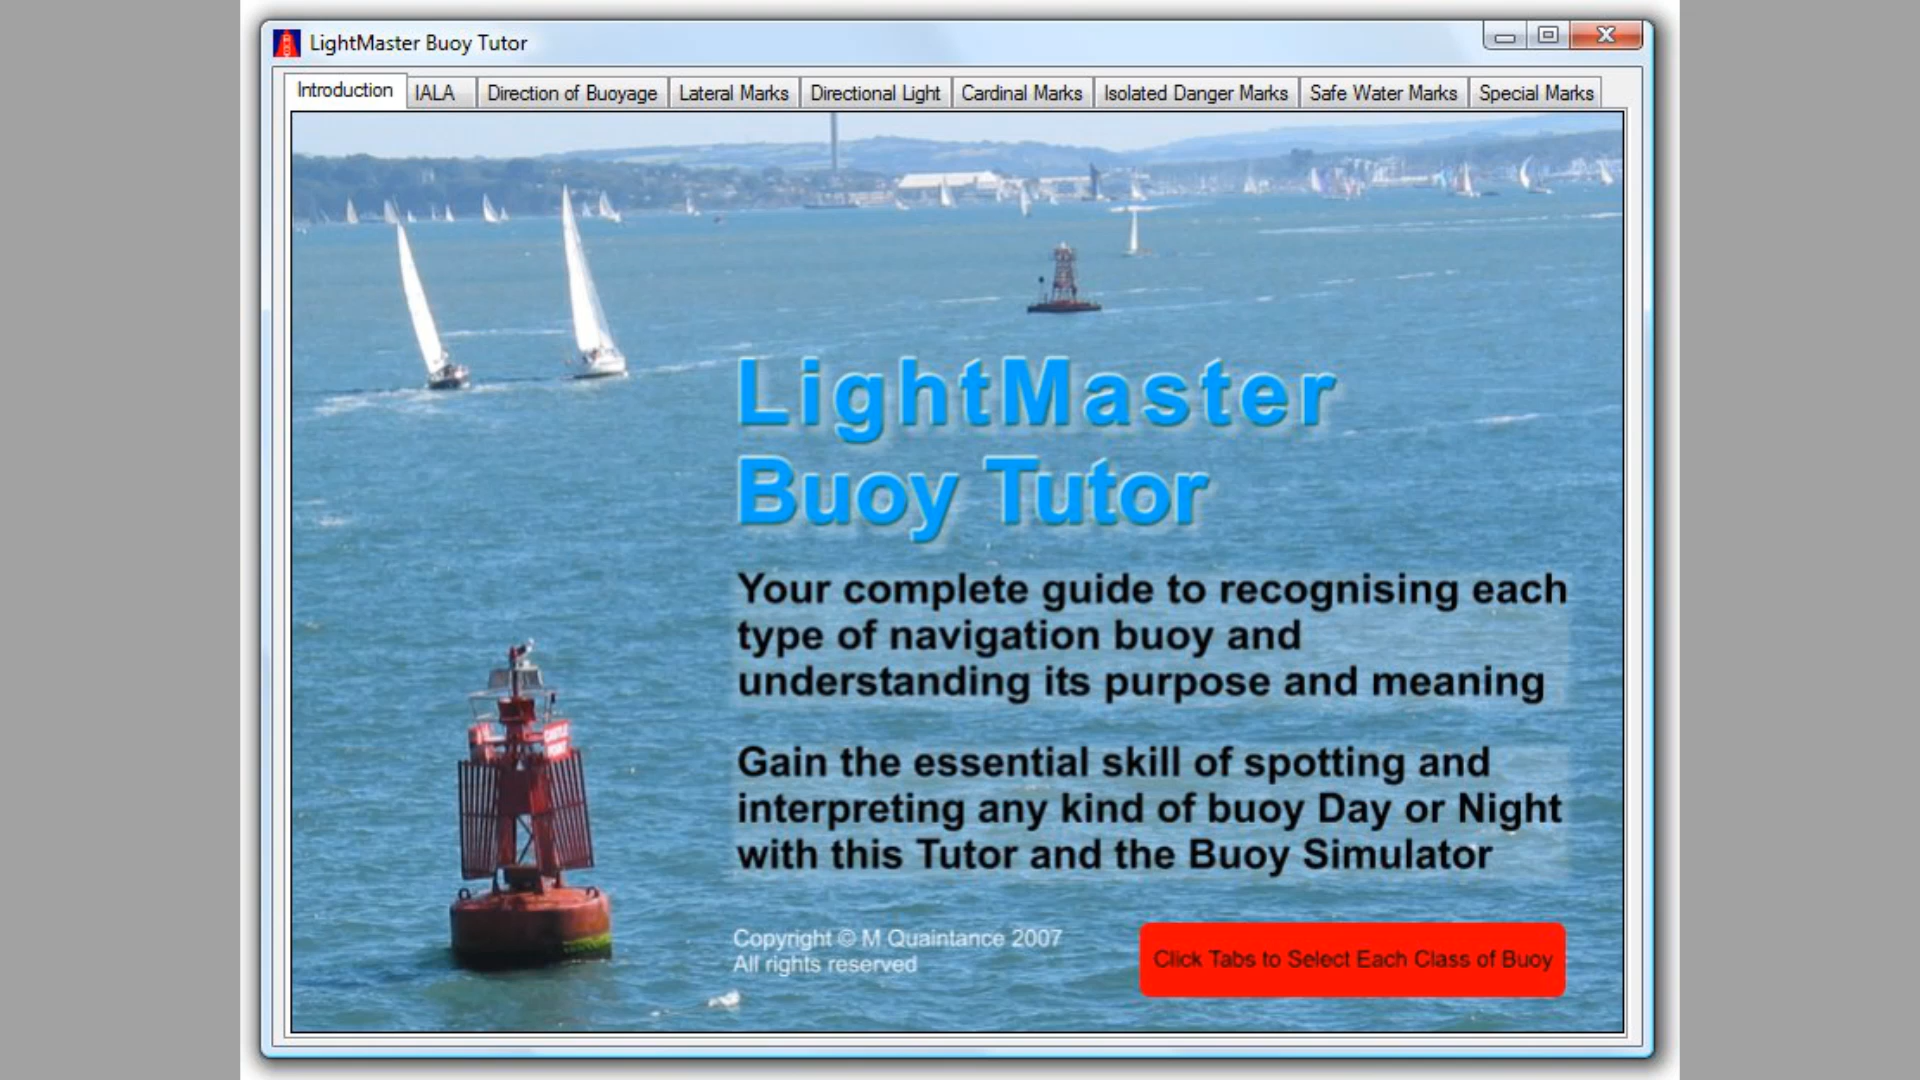 LightMaster Buoy Tutor
Introduction IALA Direction of Buoyage Lateral Marks Directional Light Cardinal Marks Isolated Danger Marks Safe Water Marks Special Marks
LightMaster
Buoy Tutor
Your complete guide to recognising each
type of navigation buoy and
understanding its purpose and meaning
Gain the essential skill of spotting and
interpreting any kind of buoy Day or Night
with this Tutor and the Buoy Simulator
CASTLE
POINT
Copyright © M Quaintance 2007
All rights reserved
Click Tabs to Select Each Class of Buoy